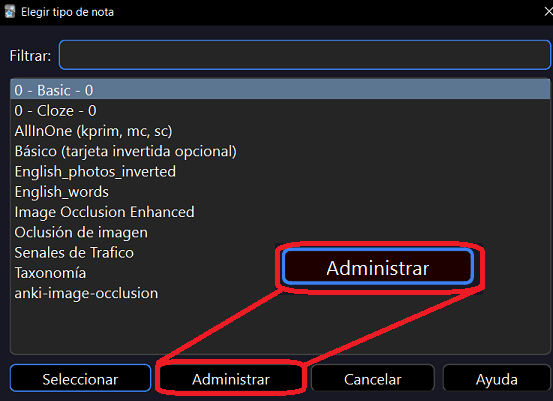 Elegir tipo de nota
Filtrar:
0 - Basic - 0
0 - Cloze - 0
AllInOne (kprim, mc, sc)
Básico (tarjeta invertida opcional)
English_photos_inverted
English_words
Image Occlusion Enhanced
Oclusión de imagen
Senales de Trafico
Taxonomía
anki-image-occlusion
Administrar
Seleccionar Administrar Cancelar Ayuda